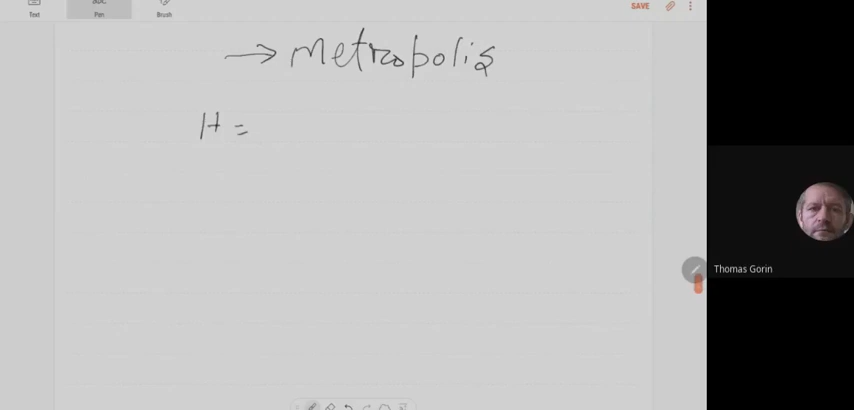 Text
Pen
Brush
SAVE
→ Metropolis
H =
Thomas Gorin